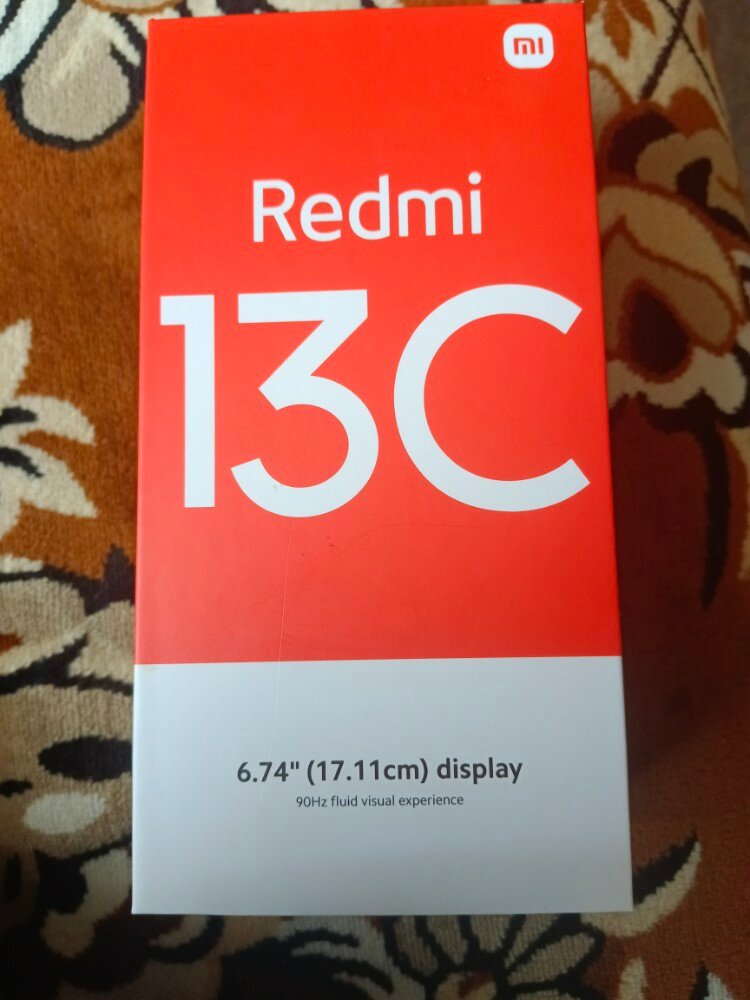 mi
Redmi
13C
6.74" (17.11cm) display
90Hz fluid visual experience